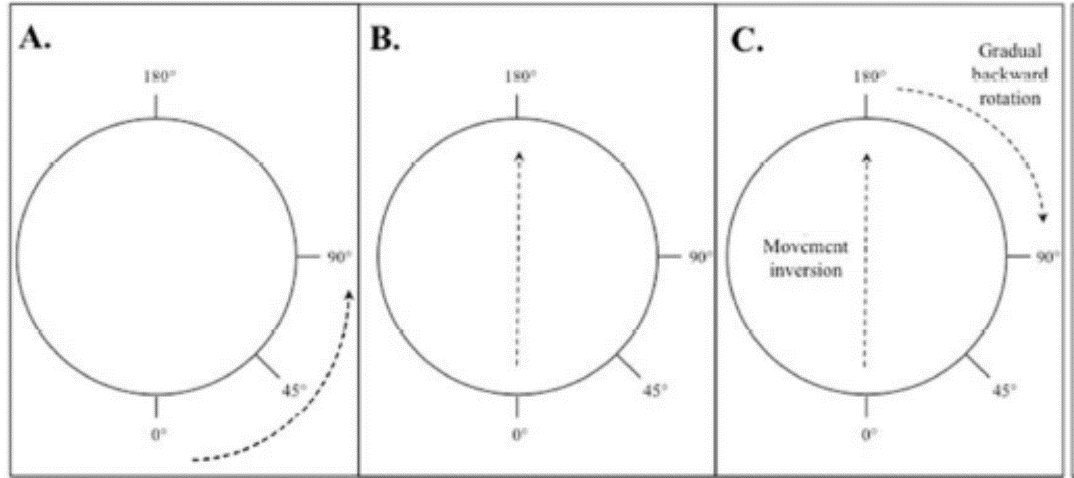 A.
180°
90°
45°
0°
B.
180°
90°
45°
0°
C.
Gradual
backward
rotation
180°
Movement
inversion
90°
45°
0°